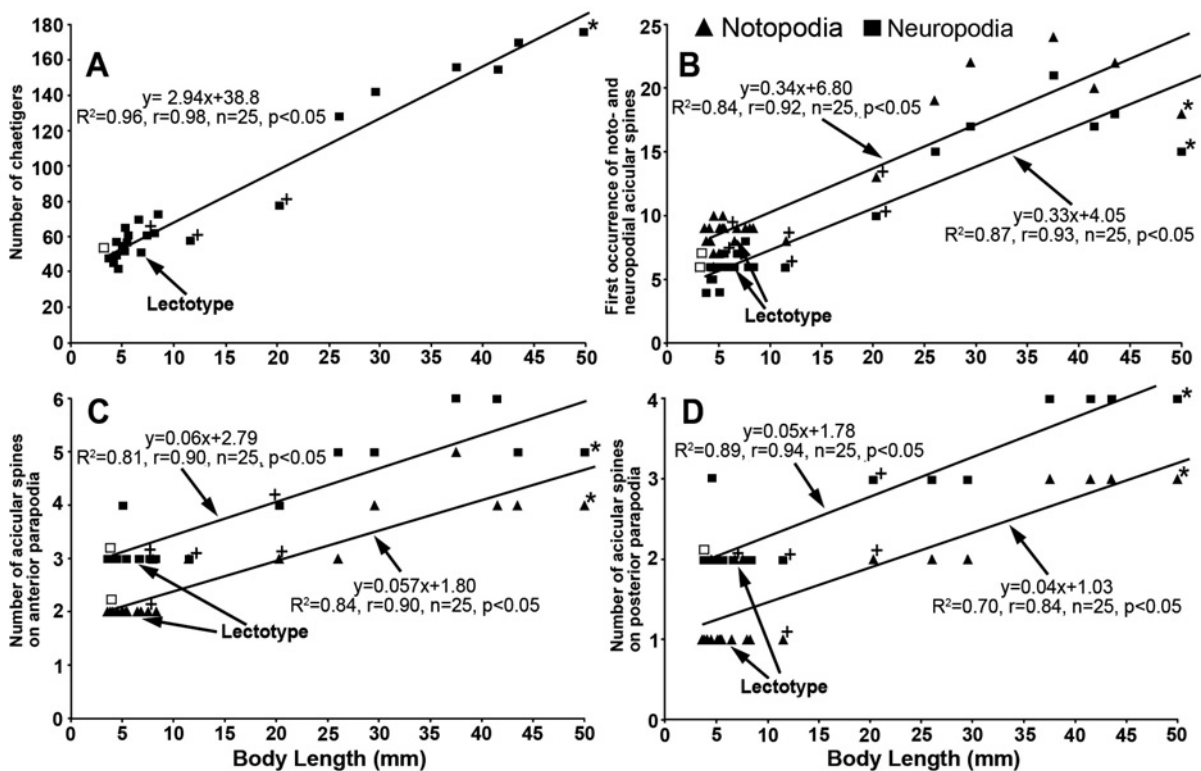 A
Number of chaetigers
180
160
140
120
100
80
60
40
20
0
y= 2.94x+38.8
R²=0.96, r=0.98, n=25, p<0.05
*
+
+
+
Lectotype
0 5 10 15 20 25 30 35 40 45 50
▲ Notopodia ■ Neuropodia
B
First occurrence of noto- and
neuropodial acicular spines
25
20
15
10
5
0
y=0.34x+6.80
R²=0.84, r=0.92, n=25, p<0.05
*
*
y=0.33x+4.05
R²=0.87, r=0.93, n=25, p<0.05
Lectotype
0 5 10 15 20 25 30 35 40 45 50
C
Number of acicular spines
on anterior parapodia
6
5
4
3
2
1
0
y=0.06x+2.79
R²=0.81, r=0.90, n=25, p<0.05
*
*
y=0.057x+1.80
R²=0.84, r=0.90, n=25, p<0.05
Lectotype
0 5 10 15 20 25 30 35 40 45 50
Body Length (mm)
D
Number of acicular spines
on posterior parapodia
4
3
2
1
0
y=0.05x+1.78
R²=0.89, r=0.94, n=25, p<0.05
*
*
y=0.04x+1.03
R²=0.70, r=0.84, n=25, p<0.05
Lectotype
0 5 10 15 20 25 30 35 40 45 50
Body Length (mm)